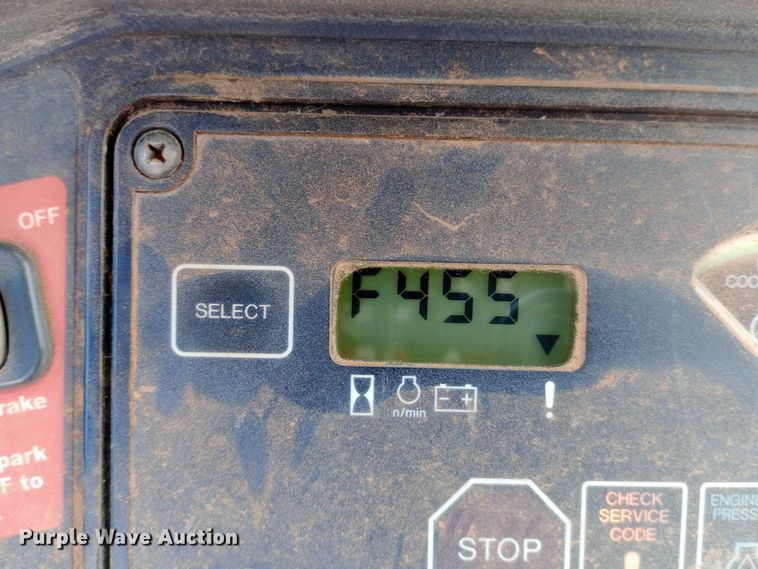 OFF
SELECT
F455
COO
n/min
- +
!
rake
park
F to
STOP
CHECK
SERVICE
CODE
ENGINE
PRESS
Purple Wave Auction